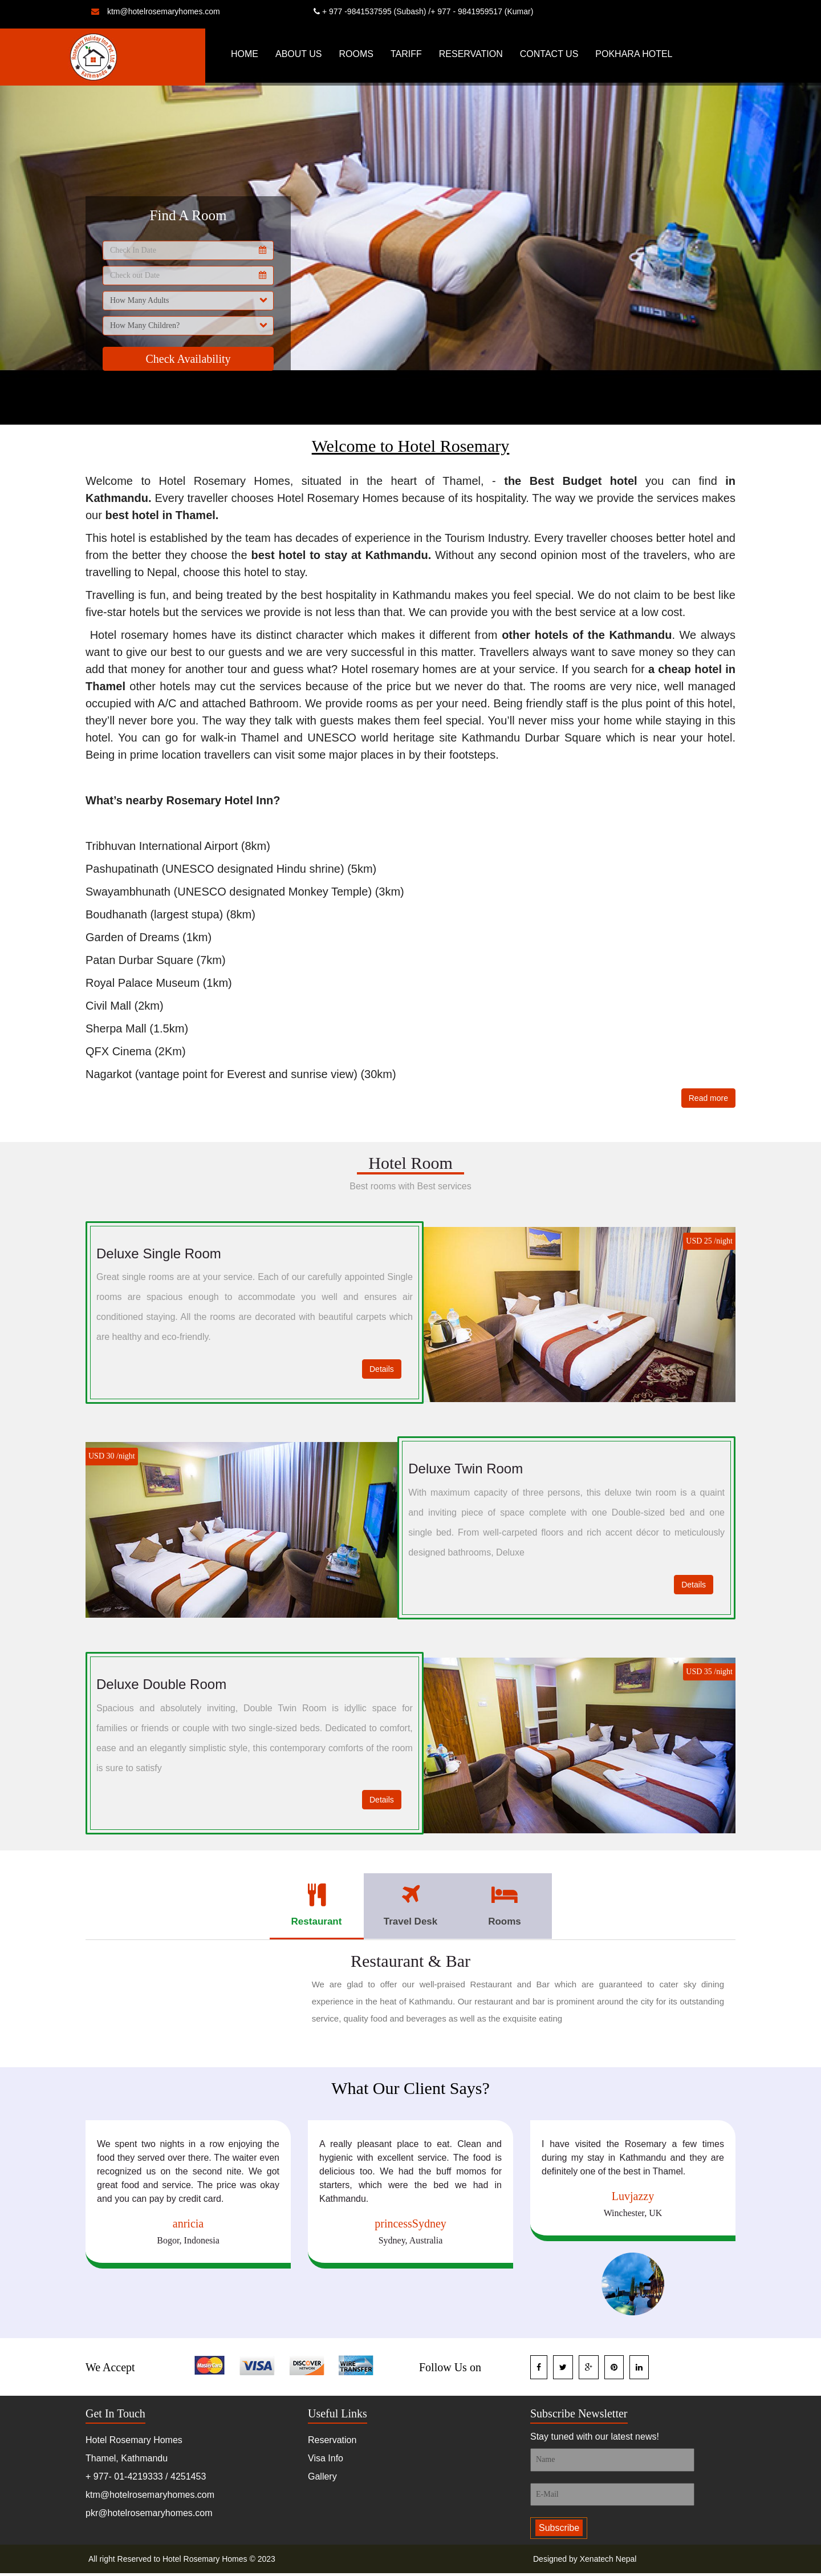 ktm@hotelrosemaryhomes.com
+ 977 -9841537595 (Subash) /+ 977 - 9841959517 (Kumar)
HOME ABOUT US ROOMS TARIFF RESERVATION CONTACT US POKHARA HOTEL
Find A Room
Check In Date
Check out Date
How Many Adults
How Many Children?
Check Availability
Welcome to Hotel Rosemary
Welcome to Hotel Rosemary Homes, situated in the heart of Thamel, - the Best Budget hotel you can find in
Kathmandu. Every traveller chooses Hotel Rosemary Homes because of its hospitality. The way we provide the services makes
our best hotel in Thamel.
This hotel is established by the team has decades of experience in the Tourism Industry. Every traveller chooses better hotel and
from the better they choose the best hotel to stay at Kathmandu. Without any second opinion most of the travelers, who are
travelling to Nepal, choose this hotel to stay.
Travelling is fun, and being treated by the best hospitality in Kathmandu makes you feel special. We do not claim to be best like
five-star hotels but the services we provide is not less than that. We can provide you with the best service at a low cost.
Hotel rosemary homes have its distinct character which makes it different from other hotels of the Kathmandu. We always
want to give our best to our guests and we are very successful in this matter. Travellers always want to save money so they can
add that money for another tour and guess what? Hotel rosemary homes are at your service. If you search for a cheap hotel in
Thamel other hotels may cut the services because of the price but we never do that. The rooms are very nice, well managed
occupied with A/C and attached Bathroom. We provide rooms as per your need. Being friendly staff is the plus point of this hotel,
they'll never bore you. The way they talk with guests makes them feel special. You'll never miss your home while staying in this
hotel. You can go for walk-in Thamel and UNESCO world heritage site Kathmandu Durbar Square which is near your hotel.
Being in prime location travellers can visit some major places in by their footsteps.
What's nearby Rosemary Hotel Inn?
Tribhuvan International Airport (8km)
Pashupatinath (UNESCO designated Hindu shrine) (5km)
Swayambhunath (UNESCO designated Monkey Temple) (3km)
Boudhanath (largest stupa) (8km)
Garden of Dreams (1km)
Patan Durbar Square (7km)
Royal Palace Museum (1km)
Civil Mall (2km)
Sherpa Mall (1.5km)
QFX Cinema (2Km)
Nagarkot (vantage point for Everest and sunrise view) (30km)
Read more
Hotel Room
Best rooms with Best services
Deluxe Single Room
Great single rooms are at your service. Each of our carefully appointed Single
rooms are spacious enough to accommodate you well and ensures air
conditioned staying. All the rooms are decorated with beautiful carpets which
are healthy and eco-friendly.
Details
USD 25 /night
USD 30 /night
Deluxe Twin Room
With maximum capacity of three persons, this deluxe twin room is a quaint
and inviting piece of space complete with one Double-sized bed and one
single bed. From well-carpeted floors and rich accent décor to meticulously
designed bathrooms, Deluxe
Details
Deluxe Double Room
Spacious and absolutely inviting, Double Twin Room is idyllic space for
families or friends or couple with two single-sized beds. Dedicated to comfort,
ease and an elegantly simplistic style, this contemporary comforts of the room
is sure to satisfy
Details
USD 35 /night
Restaurant Travel Desk Rooms
Restaurant & Bar
We are glad to offer our well-praised Restaurant and Bar which are guaranteed to cater sky dining
experience in the heat of Kathmandu. Our restaurant and bar is prominent around the city for its outstanding
service, quality food and beverages as well as the exquisite eating
What Our Client Says?
We spent two nights in a row enjoying the
food they served over there. The waiter even
recognized us on the second nite. We got
great food and service. The price was okay
and you can pay by credit card.
anricia
Bogor, Indonesia
A really pleasant place to eat. Clean and
hygienic with excellent service. The food is
delicious too. We had the buff momos for
starters, which were the bed we had in
Kathmandu.
princessSydney
Sydney, Australia
I have visited the Rosemary a few times
during my stay in Kathmandu and they are
definitely one of the best in Thamel.
Luvjazzy
Winchester, UK
We Accept
MasterCard
VISA
DISCOVER
NETWORK
WIRE
TRANSFER
Follow Us on
Get In Touch
Hotel Rosemary Homes
Thamel, Kathmandu
+ 977- 01-4219333 / 4251453
ktm@hotelrosemaryhomes.com
pkr@hotelrosemaryhomes.com
Useful Links
Reservation
Visa Info
Gallery
Subscribe Newsletter
Stay tuned with our latest news!
Name
E-Mail
Subscribe
All right Reserved to Hotel Rosemary Homes © 2023
Designed by Xenatech Nepal